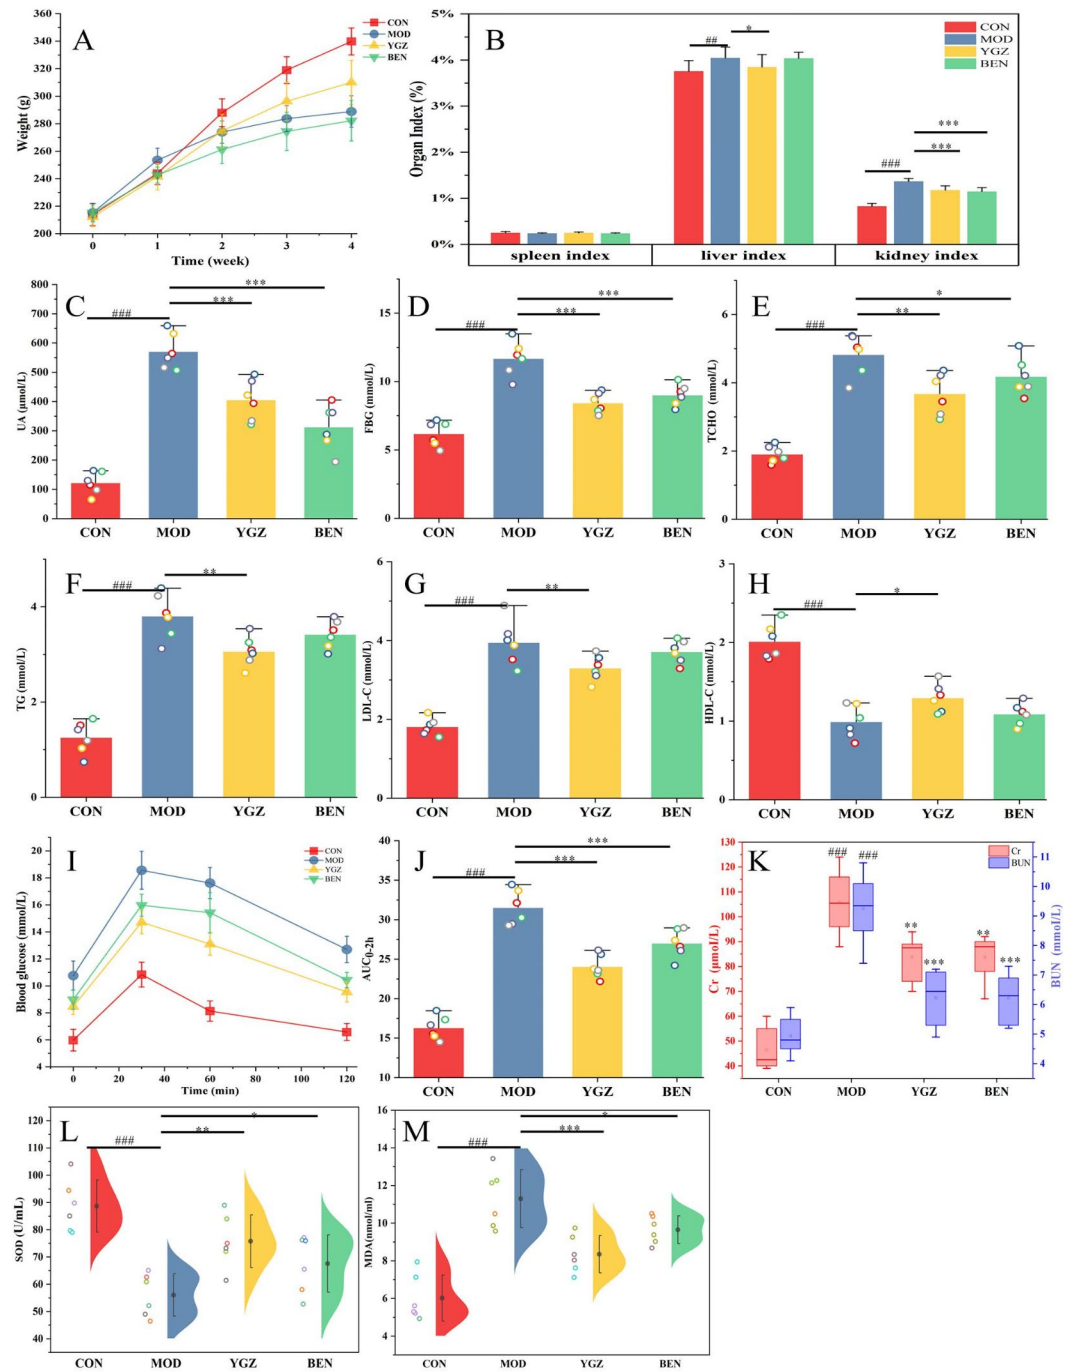 A
CON
MOD
YGZ
BEN
Weight (g)
360
340
320
300
280
260
240
220
200
0 1 2 3 4
Time (week)
B
CON
MOD
YGZ
BEN
Organ Index (%)
5%
4%
3%
2%
1%
0%
## *
### *** ***
spleen index liver index kidney index
C
UA (μmol/L)
800
700
600
500
400
300
200
100
0
### *** ***
CON MOD YGZ BEN
D
FBG (mmol/L)
15
10
5
0
### *** ***
CON MOD YGZ BEN
E
TCHO (mmol/L)
6
4
2
0
### ** *
CON MOD YGZ BEN
F
TG (mmol/L)
4
2
0
### **
CON MOD YGZ BEN
G
LDL-C (mmol/L)
6
4
2
0
### **
CON MOD YGZ BEN
H
HDL-C (mmol/L)
3
2
1
0
### *
CON MOD YGZ BEN
I
CON
MOD
YGZ
BEN
Blood glucose (mmol/L)
20
18
16
14
12
10
8
6
4
0 20 40 60 80 100 120
Time (min)
J
AUC0-2h
40
35
30
25
20
15
10
### *** ***
CON MOD YGZ BEN
K
Cr
BUN
Cr (μmol/L)
130
120
110
100
90
80
70
60
50
40
BUN (mmol/L)
11
10
9
8
7
6
5
4
### ### ** *** ** ***
CON MOD YGZ BEN
L
SOD (U/mL)
120
110
100
90
80
70
60
50
40
### ** *
CON MOD YGZ BEN
M
MDA(nmol/ml)
16
14
12
10
8
6
4
### *** *
CON MOD YGZ BEN